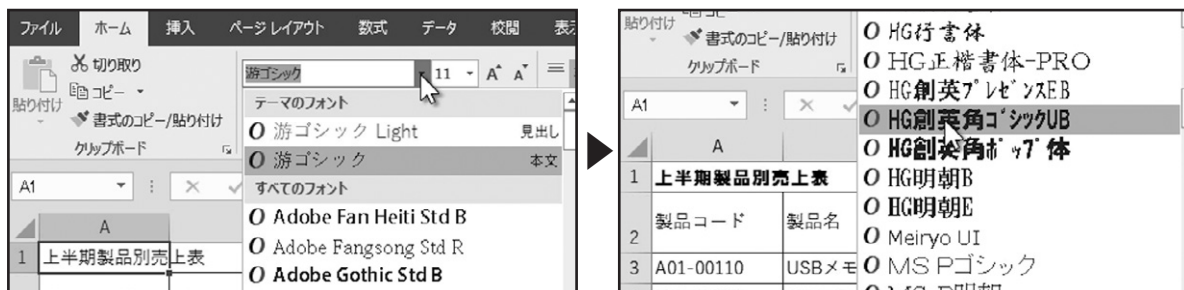 ファイル ホーム 挿入 ページレイアウト 数式 データ 校閲
切り取り
コピー
貼り付け
書式のコピー/貼り付け
クリップボード
游ゴシック 11 A A
テーマのフォント
O 游ゴシック Light 見出し
O 游ゴシック 本文
すべてのフォント
O Adobe Fan Heiti Std B
O Adobe Fangsong Std R
O Adobe Gothic Std B
A1
A
1 上半期製品別売上表
貼り付け
書式のコピー/貼り付け
クリップボード
A1
A
1 上半期製品別売上表
2 製品コード 製品名
3 A01-00110 USBメモ
O HG行書体
O HG正楷書体-PRO
O HG創英プレゼンスEB
O HG創英角ゴシックUB
O HG創英角ポップ体
O HG明朝B
O HG明朝E
O Meiryo UI
O MS Pゴシック